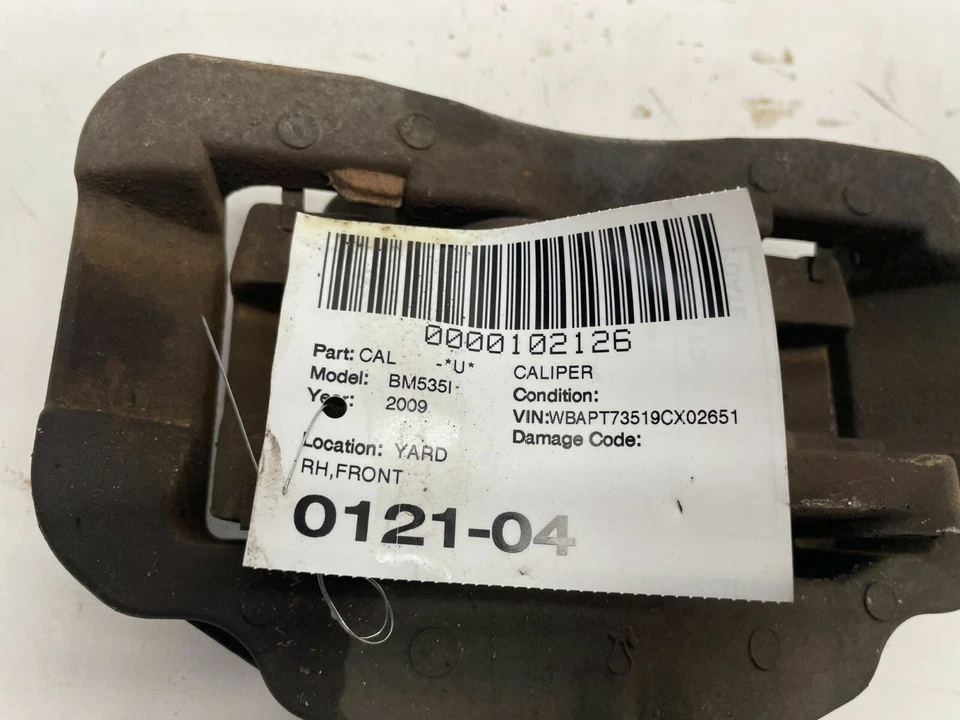 0000102126
Part: CAL -*U* CALIPER
Model: BM535I- Condition:
Year: 2009 VIN:WBAPT73519CX02651
Damage Code:
Location: YARD
RH,FRONT
0121-04